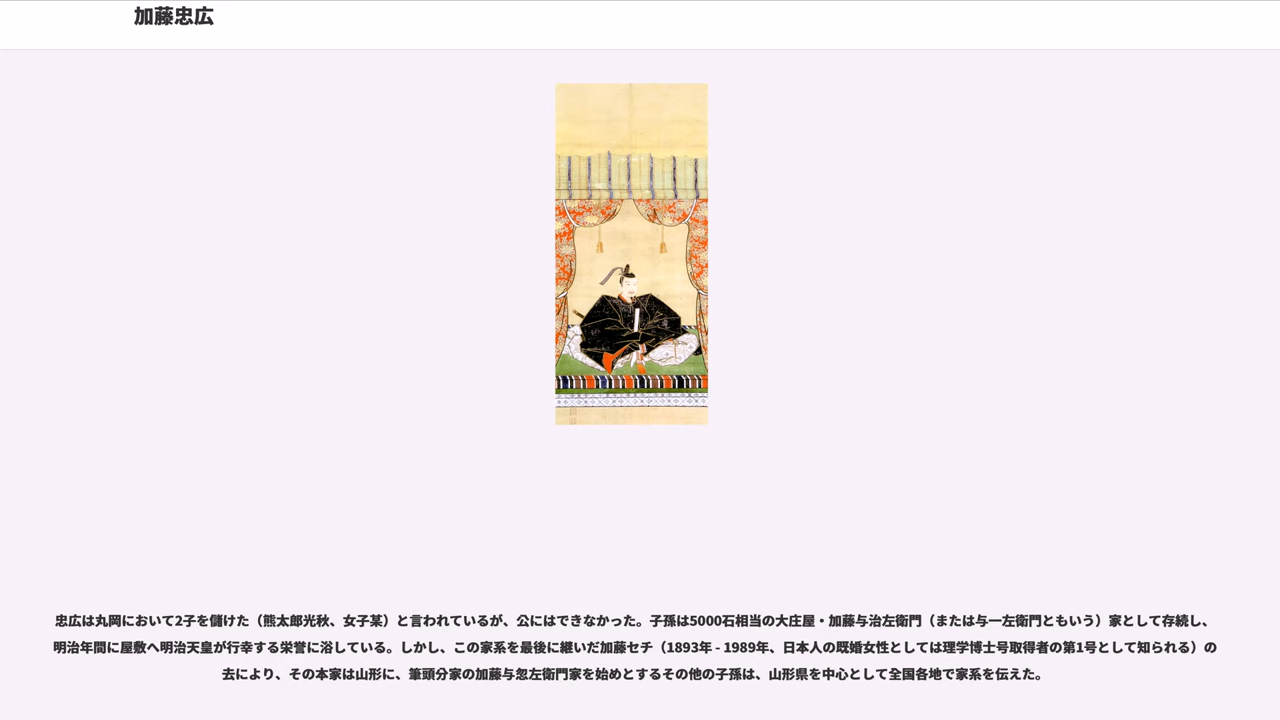 加藤忠広
忠広は丸岡において2子を儲けた（熊太郎光秋、女子某）と言われているが、公にはできなかった。子孫は5000石相当の大庄屋・加藤与治左衛門（または与一左衛門ともいう）家として存続し、
明治年間に屋敷へ明治天皇が行幸する栄誉に浴している。しかし、この家系を最後に継いだ加藤セチ（1893年 - 1989年、日本人の既婚女性としては理学博士号取得者の第1号として知られる）の
去により、その本家は山形に、筆頭分家の加藤与忽左衛門家を始めとするその他の子孫は、山形県を中心として全国各地で家系を伝えた。